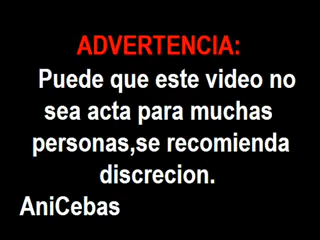 ADVERTENCIA:
Puede que este video no
sea acta para muchas
personas,se recomienda
discrecion.
AniCebas